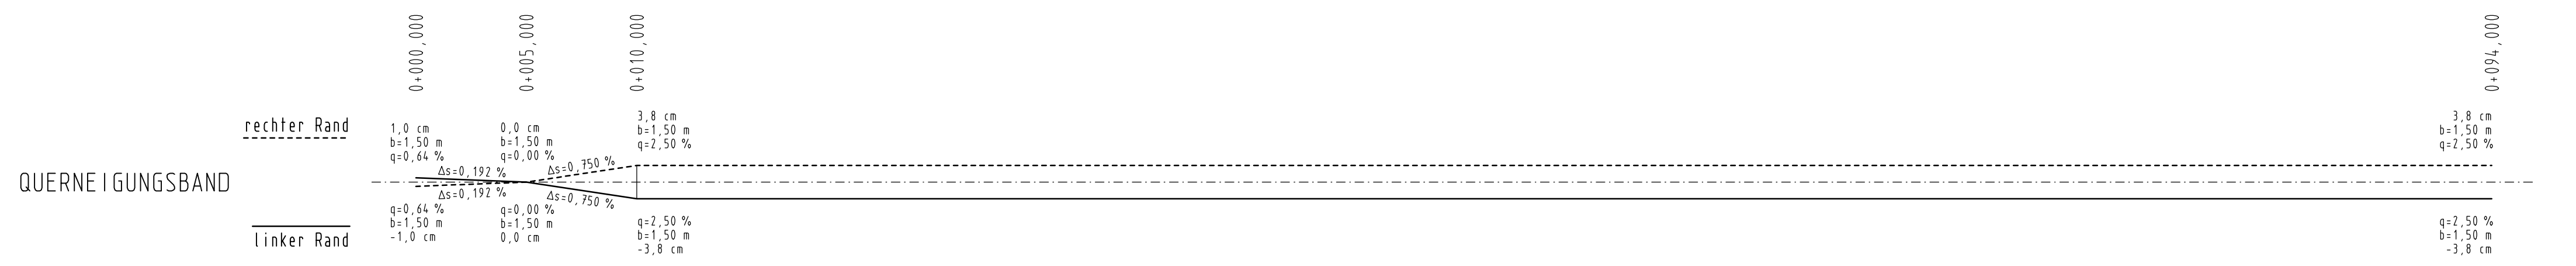 0+000,000
0+005,000
0+010,000
0+094,000
rechter Rand
1,0 cm
b=1,50 m
q=0,64 %
0,0 cm
b=1,50 m
q=0,00 %
3,8 cm
b=1,50 m
q=2,50 %
3,8 cm
b=1,50 m
q=2,50 %
Δs=0,192 %
Δs=0,750 %
QUERNEIGUNGSBAND
Δs=0,192 %
Δs=0,750 %
q=0,64 %
b=1,50 m
-1,0 cm
q=0,00 %
b=1,50 m
0,0 cm
q=2,50 %
b=1,50 m
-3,8 cm
q=2,50 %
b=1,50 m
-3,8 cm
linker Rand